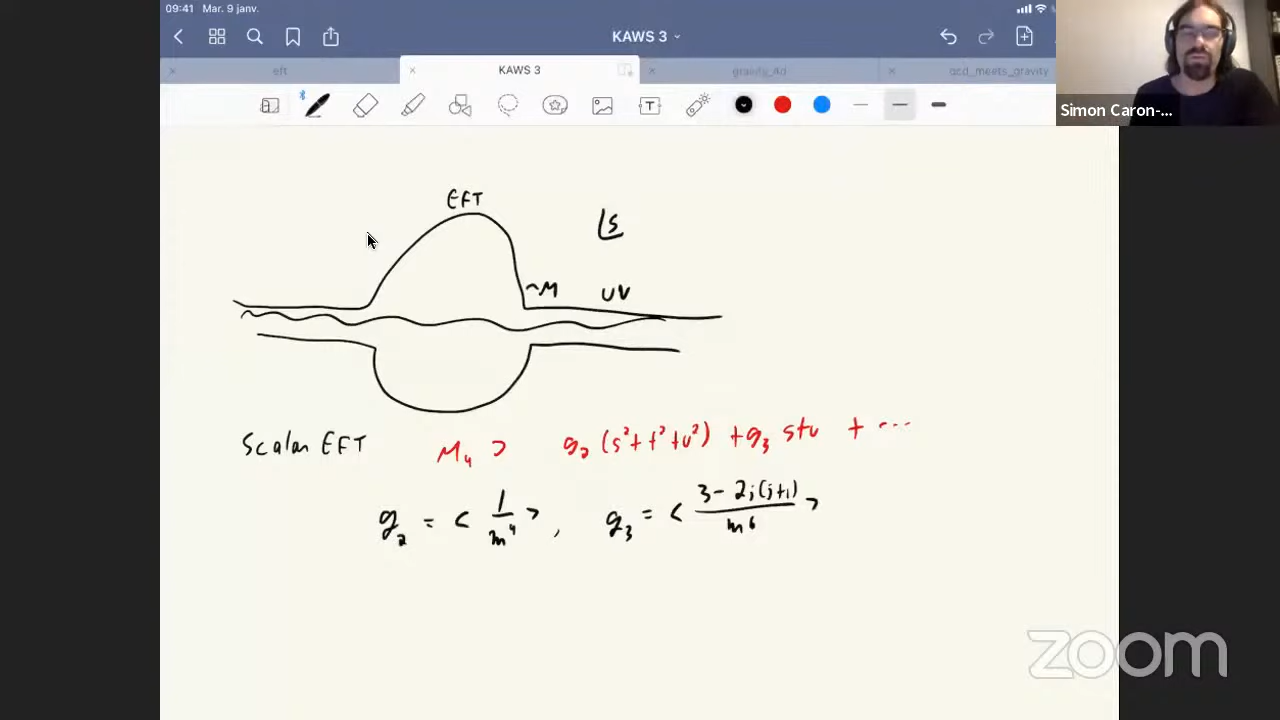 09:41 Mar. 9 janv.
KAWS 3
eft
KAWS 3
gravity_4d
qcd_meets_gravity
Simon Caron-...
EFT
s
~M
UV
Scalar EFT M₄ > g₂ (s²+t²+u²) + g₃ stu + ...
g₂ = < 1/m⁴ >, g₃ = < 3 - 2j(j+1)/m⁶ >
zoom